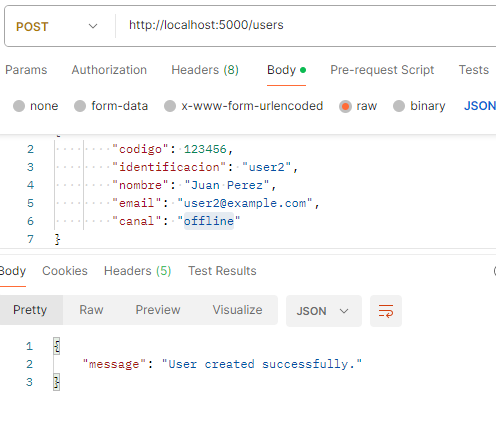 POST http://localhost:5000/users
Params Authorization Headers (8) Body Pre-request Script Tests
none form-data x-www-form-urlencoded raw binary JSON
{
2 "codigo": 123456,
3 "identificacion": "user2",
4 "nombre": "Juan Perez",
5 "email": "user2@example.com",
6 "canal": "offline"
7 }
Body Cookies Headers (5) Test Results
Pretty Raw Preview Visualize JSON
1 {
2 "message": "User created successfully."
3 }